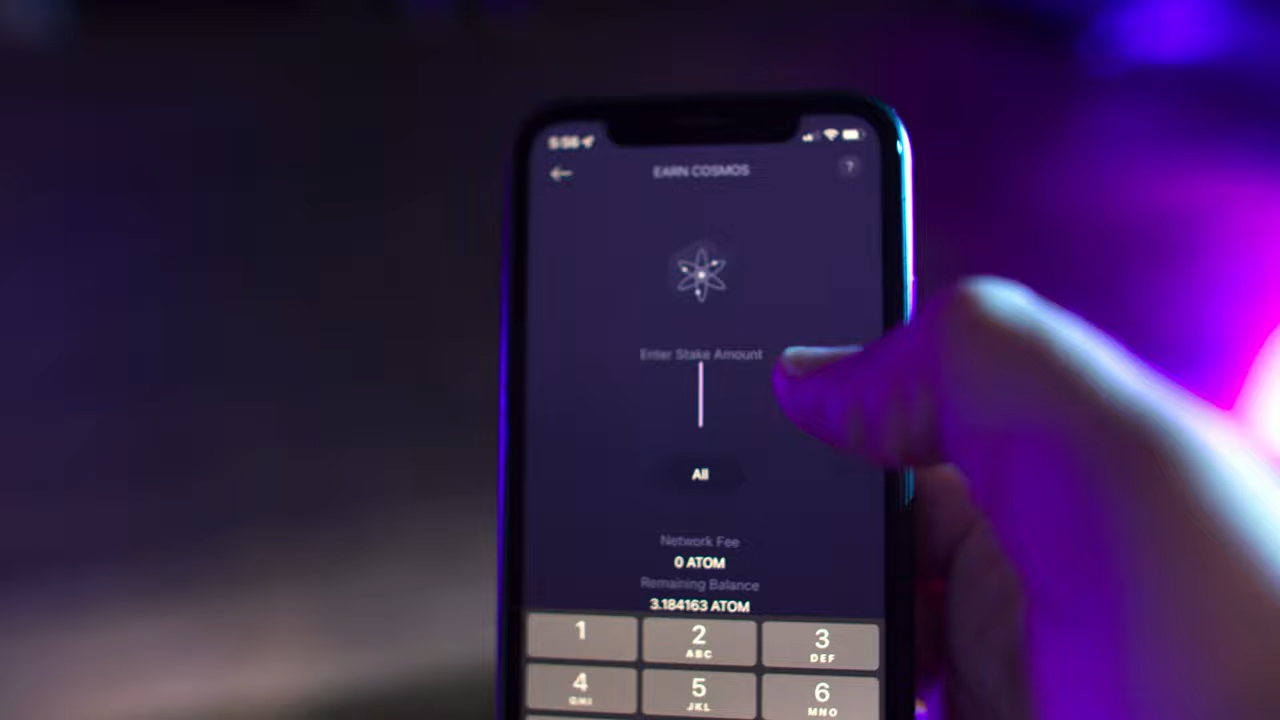 5:56
EARN COSMOS
?
Enter Stake Amount
All
Network Fee
0 ATOM
Remaining Balance
3.184163 ATOM
1 2 3
ABC DEF
4 5 6
GHI JKL MNO